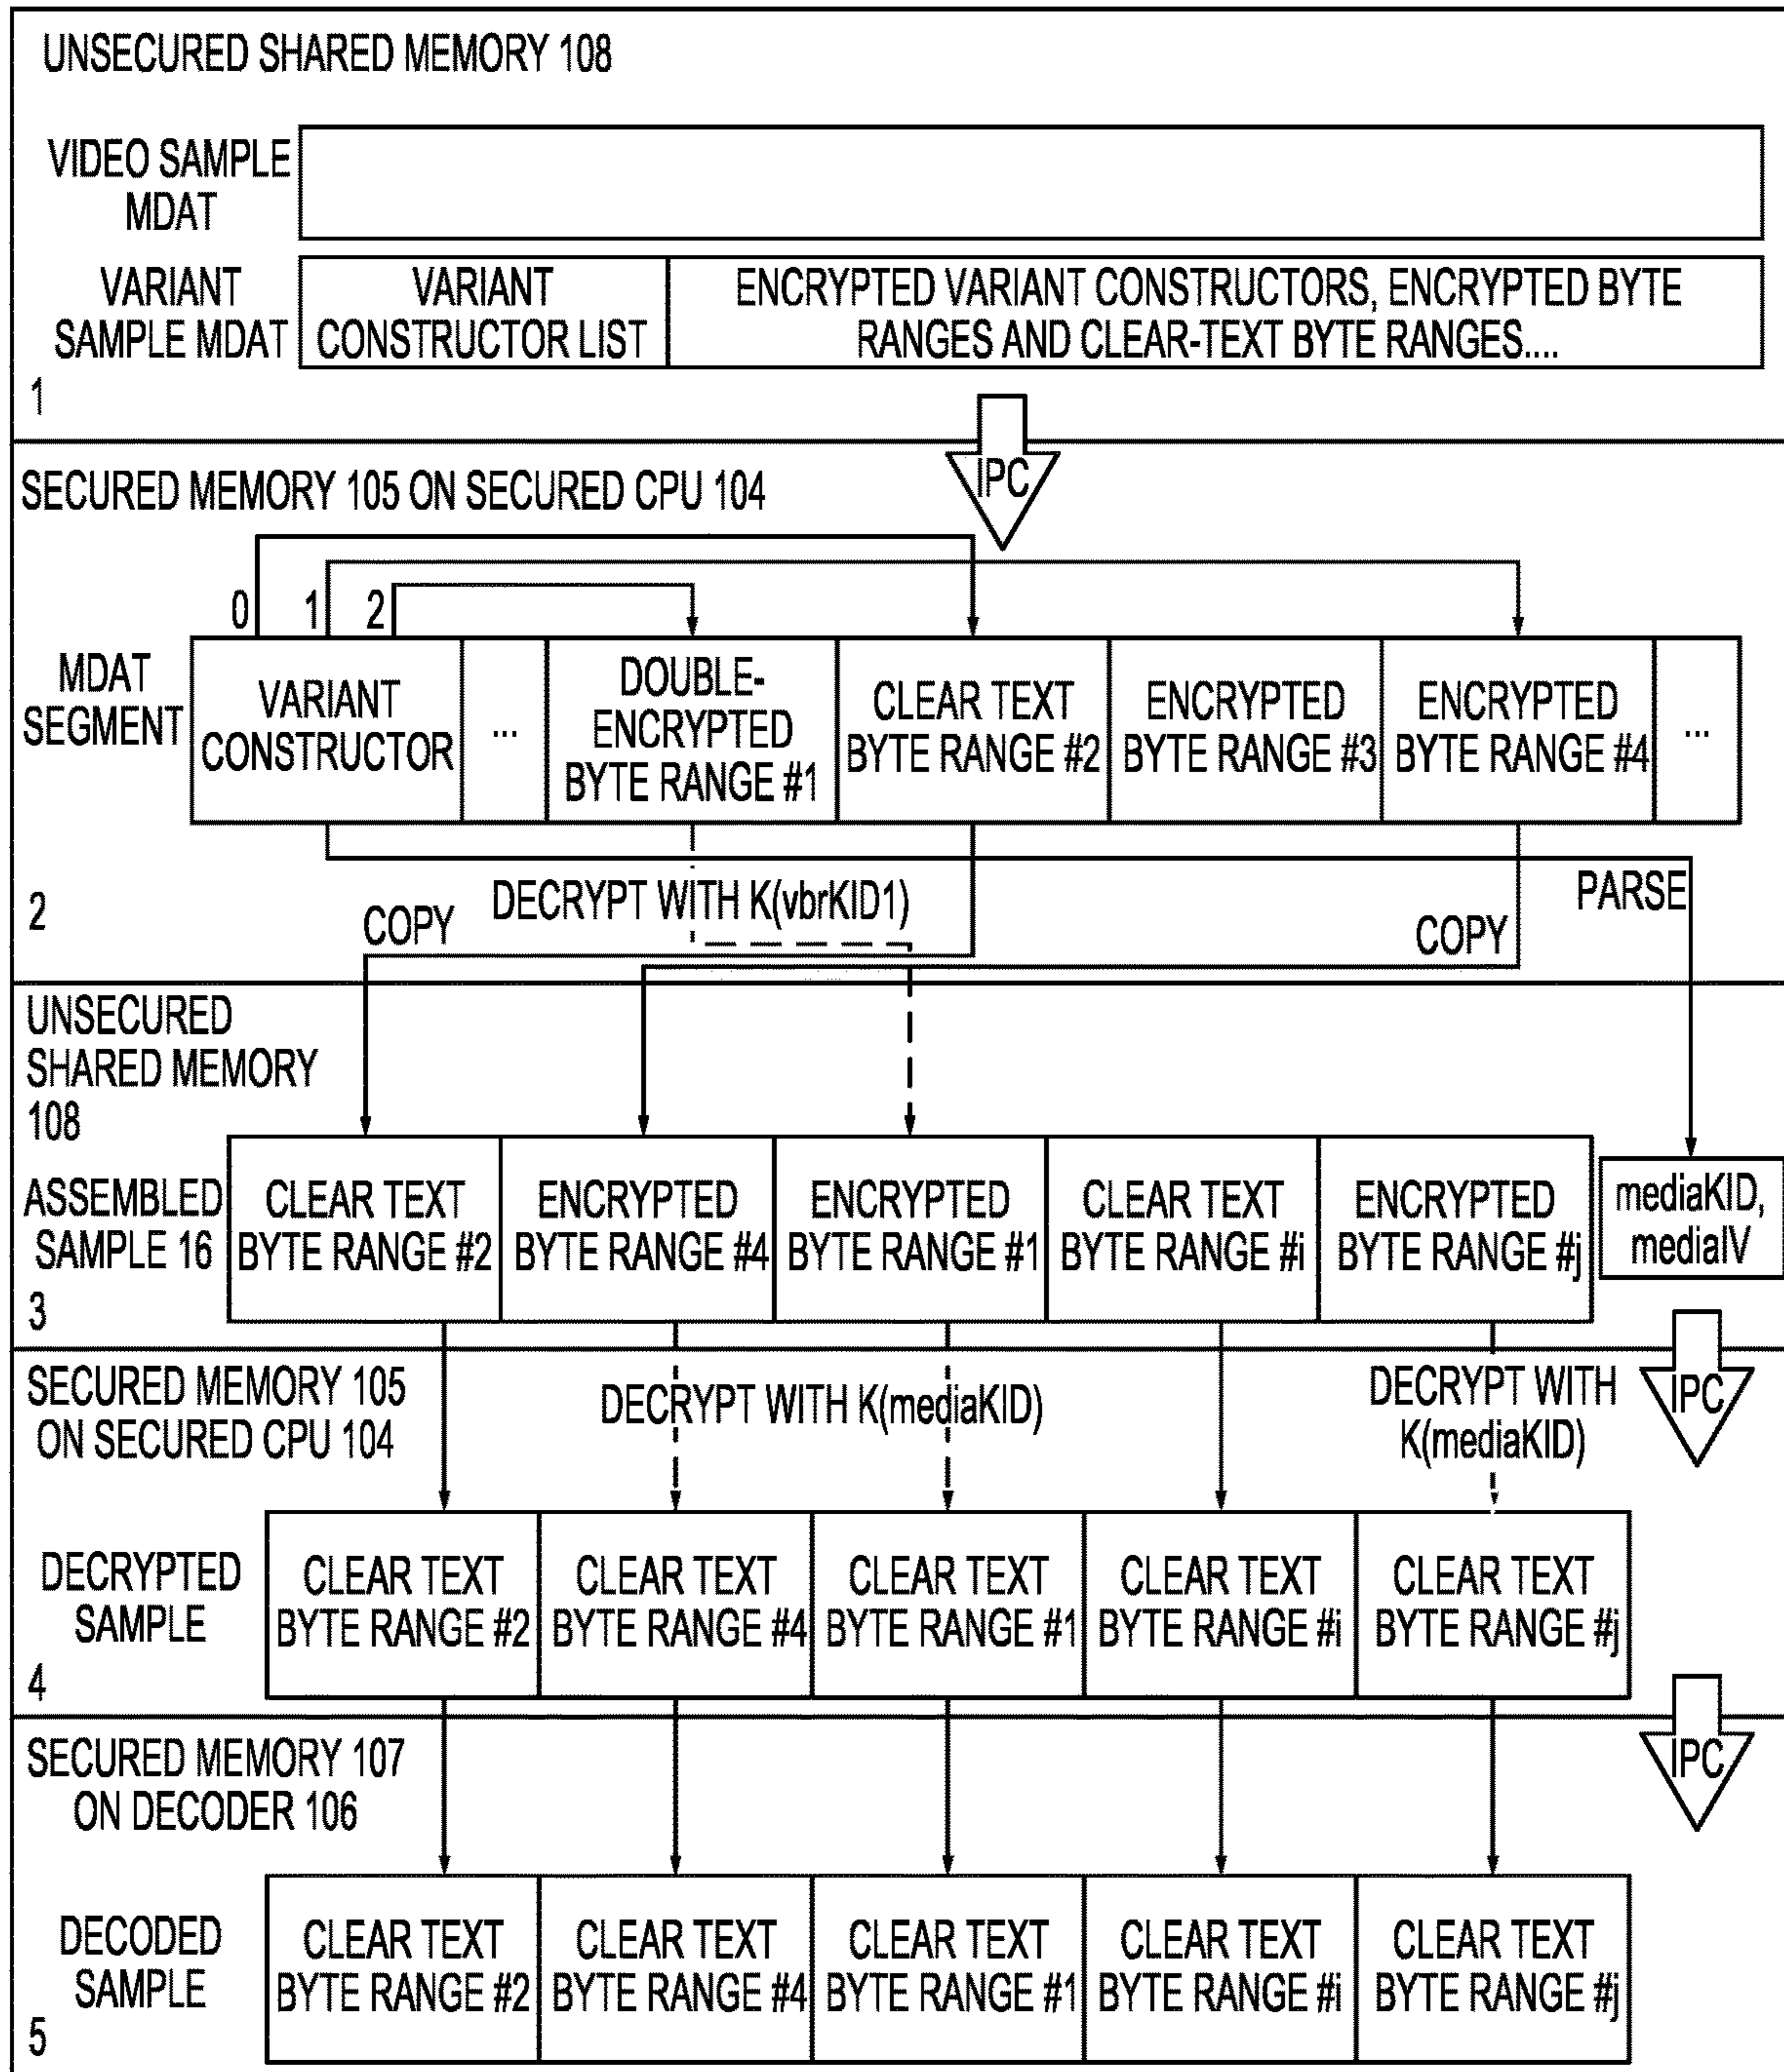 UNSECURED SHARED MEMORY 108
VIDEO SAMPLE
MDAT
VARIANT
SAMPLE MDAT
VARIANT
CONSTRUCTOR LIST
ENCRYPTED VARIANT CONSTRUCTORS, ENCRYPTED BYTE
RANGES AND CLEAR-TEXT BYTE RANGES....
1
IPC
SECURED MEMORY 105 ON SECURED CPU 104
0
1
2
MDAT
SEGMENT
VARIANT
CONSTRUCTOR
...
DOUBLE-
ENCRYPTED
BYTE RANGE #1
CLEAR TEXT
BYTE RANGE #2
ENCRYPTED
BYTE RANGE #3
ENCRYPTED
BYTE RANGE #4
...
2
COPY
DECRYPT WITH K(vbrKID1)
COPY
PARSE
UNSECURED
SHARED MEMORY
108
ASSEMBLED
SAMPLE 16
CLEAR TEXT
BYTE RANGE #2
ENCRYPTED
BYTE RANGE #4
ENCRYPTED
BYTE RANGE #1
CLEAR TEXT
BYTE RANGE #i
ENCRYPTED
BYTE RANGE #j
mediaKID,
mediaIV
3
SECURED MEMORY 105
ON SECURED CPU 104
DECRYPT WITH K(mediaKID)
DECRYPT WITH
K(mediaKID)
IPC
DECRYPTED
SAMPLE
CLEAR TEXT
BYTE RANGE #2
CLEAR TEXT
BYTE RANGE #4
CLEAR TEXT
BYTE RANGE #1
CLEAR TEXT
BYTE RANGE #i
CLEAR TEXT
BYTE RANGE #j
4
SECURED MEMORY 107
ON DECODER 106
IPC
DECODED
SAMPLE
CLEAR TEXT
BYTE RANGE #2
CLEAR TEXT
BYTE RANGE #4
CLEAR TEXT
BYTE RANGE #1
CLEAR TEXT
BYTE RANGE #i
CLEAR TEXT
BYTE RANGE #j
5